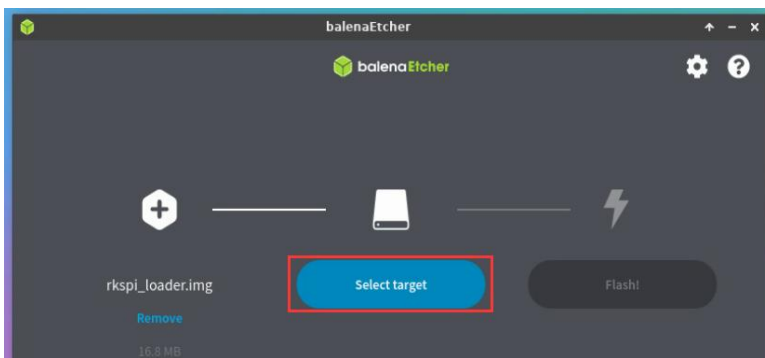 balenaEtcher
balenaEtcher
rkspi_loader.img
Select target
Flash!
Remove
16.8 MB